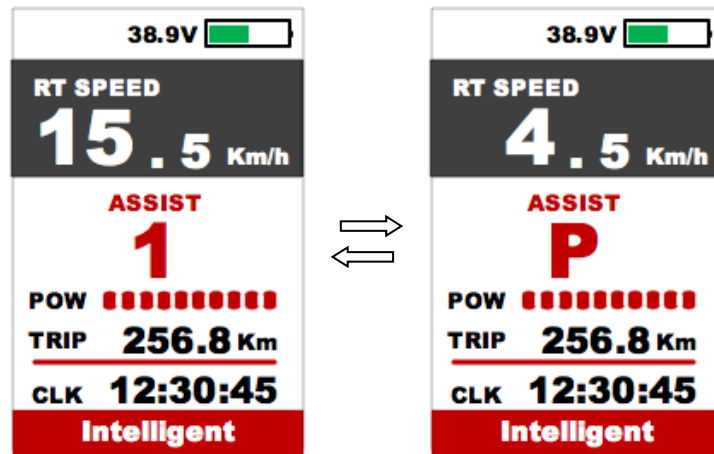 38.9V
RT SPEED
15 . 5 Km/h
ASSIST
1
POW
TRIP 256.8 Km
CLK 12:30:45
Intelligent
38.9V
RT SPEED
4 . 5 Km/h
ASSIST
P
POW
TRIP 256.8 Km
CLK 12:30:45
Intelligent